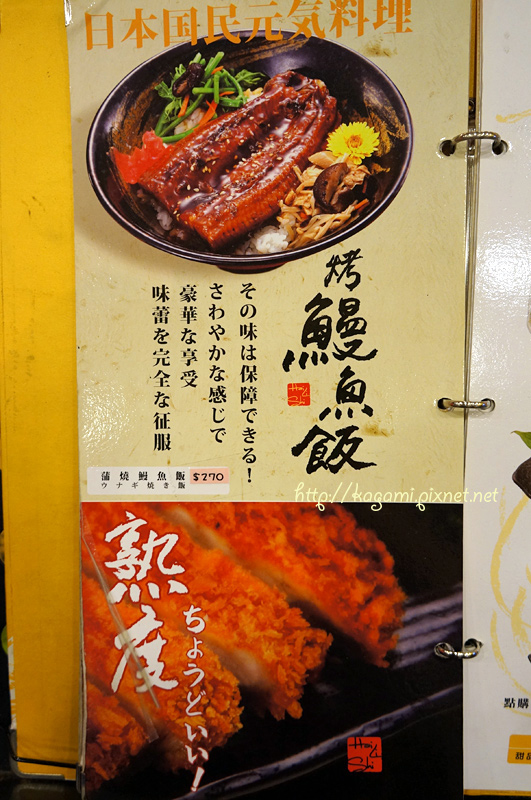 日本国民元気料理
烤鰻魚飯
その味は保障できる!
さわやかな感じで
豪華な享受
味蕾を完全な征服
蒲燒鰻魚飯 $270
ウナギ焼き飯
http://kagami.pixnet.net
熟度
ちょうどいい!
點購